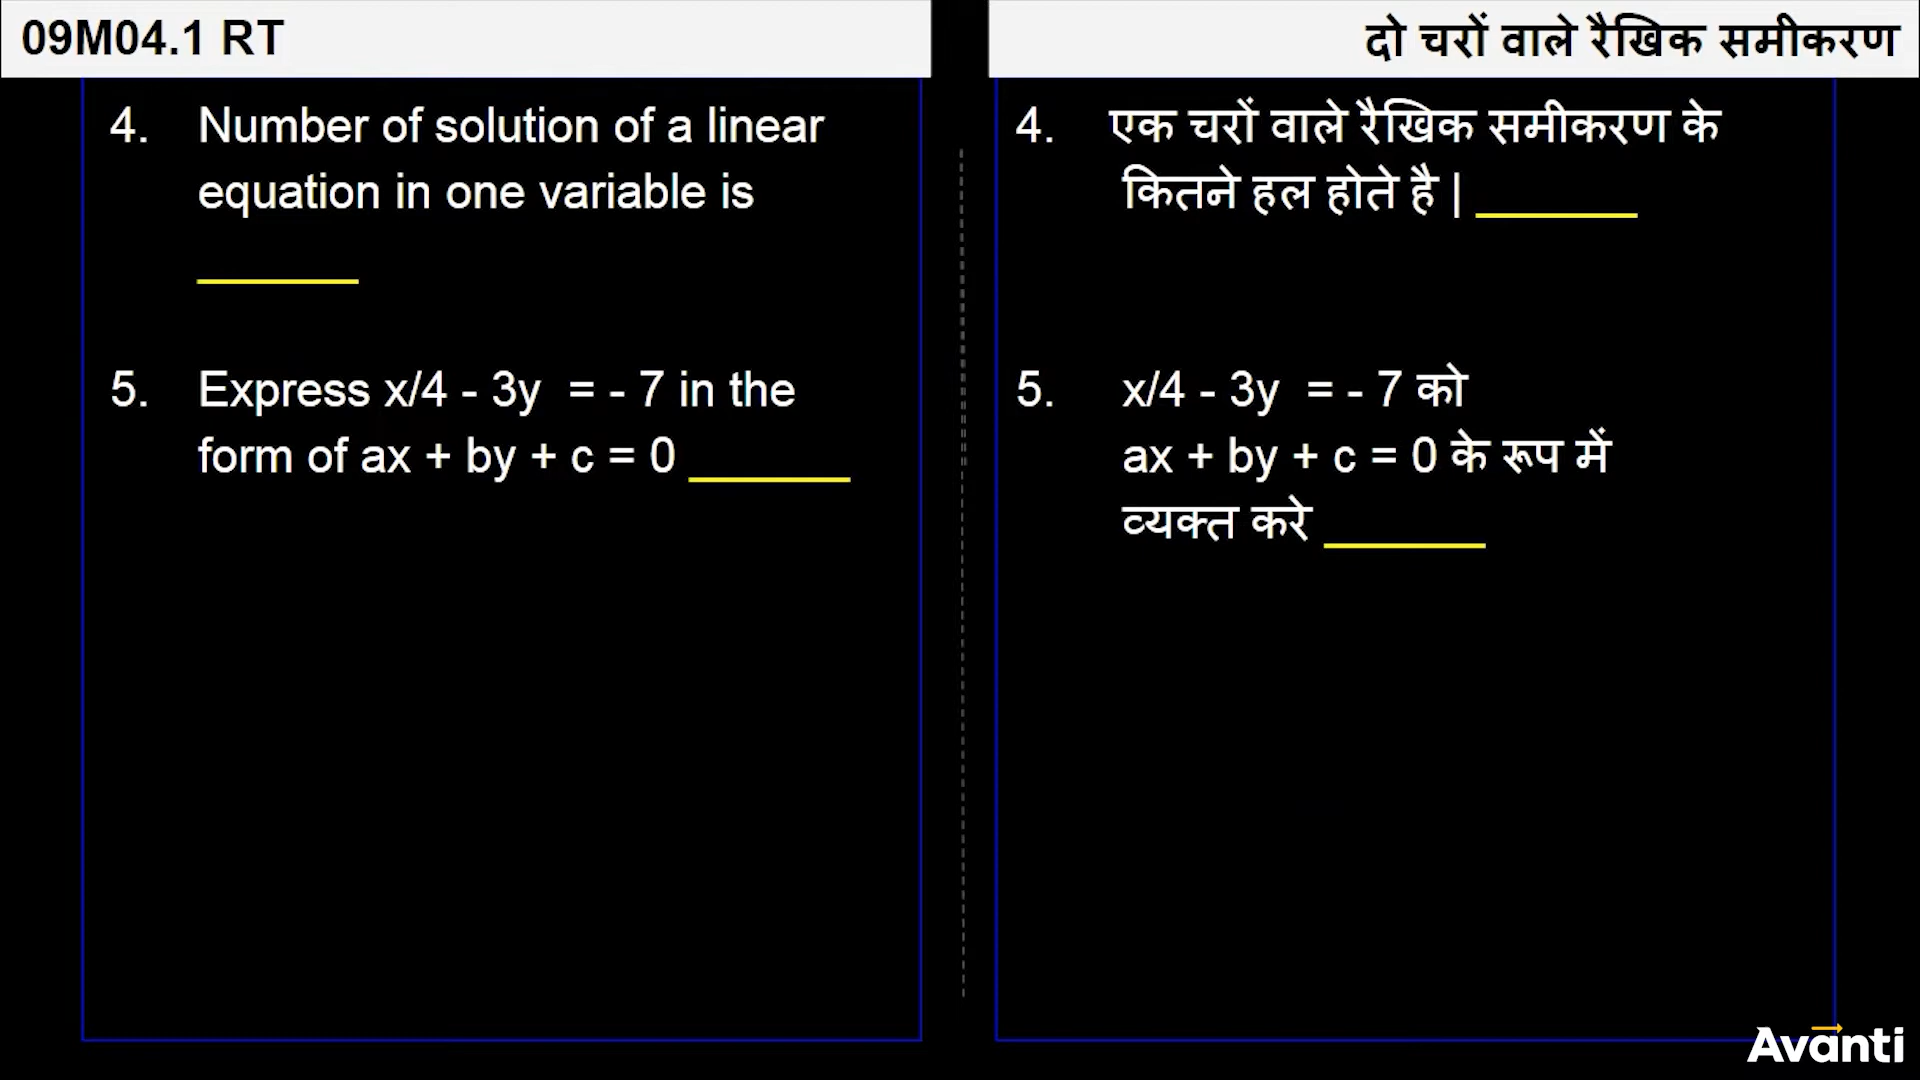 09M04.1 RT
दो चरों वाले रैखिक समीकरण
4. Number of solution of a linear
equation in one variable is
______
5. Express x/4 - 3y = - 7 in the
form of ax + by + c = 0 ______
4. एक चरों वाले रैखिक समीकरण के
कितने हल होते है | ______
5. x/4 - 3y = - 7 को
ax + by + c = 0 के रूप में
व्यक्त करे ______
Avanti